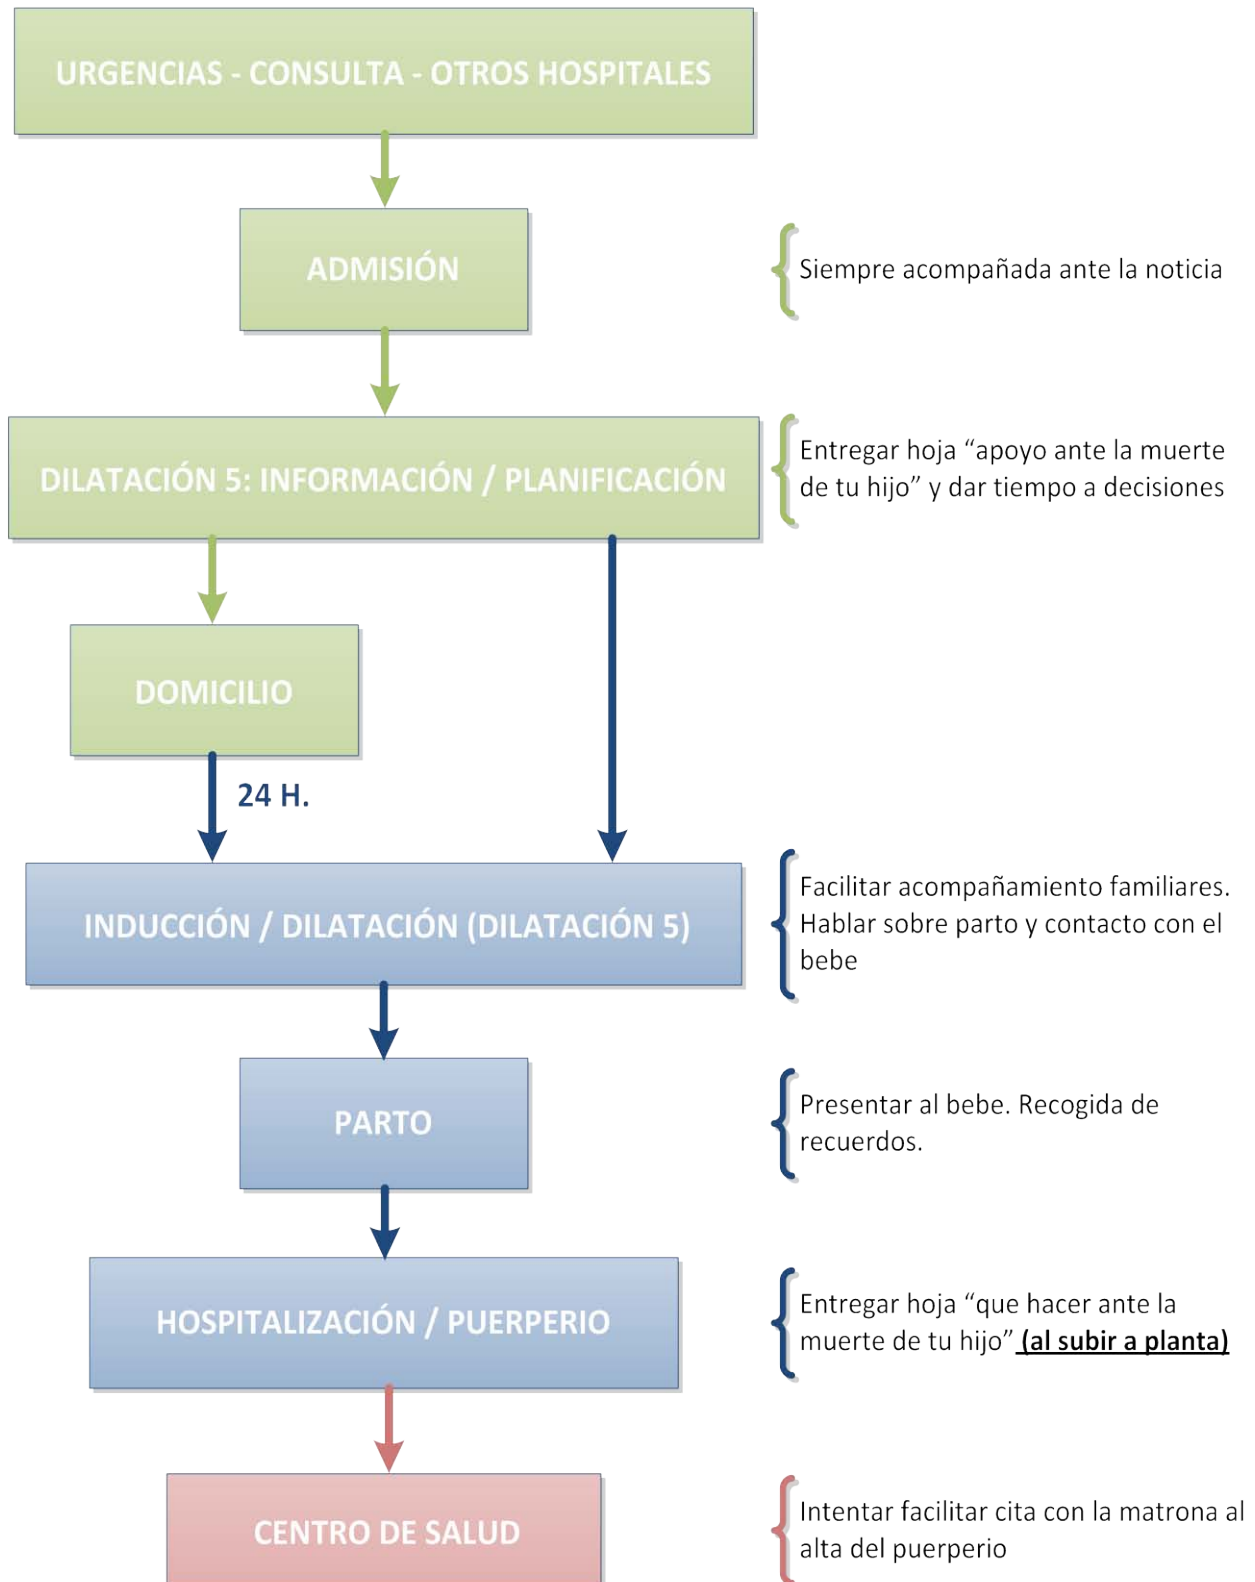 URGENCIAS - CONSULTA - OTROS HOSPITALES
ADMISIÓN
Siempre acompañada ante la noticia
DILATACIÓN 5: INFORMACIÓN / PLANIFICACIÓN
Entregar hoja “apoyo ante la muerte
de tu hijo” y dar tiempo a decisiones
DOMICILIO
24 H.
INDUCCIÓN / DILATACIÓN (DILATACIÓN 5)
Facilitar acompañamiento familiares.
Hablar sobre parto y contacto con el
bebe
PARTO
Presentar al bebe. Recogida de
recuerdos.
HOSPITALIZACIÓN / PUERPERIO
Entregar hoja “que hacer ante la
muerte de tu hijo” (al subir a planta)
CENTRO DE SALUD
Intentar facilitar cita con la matrona al
alta del puerperio